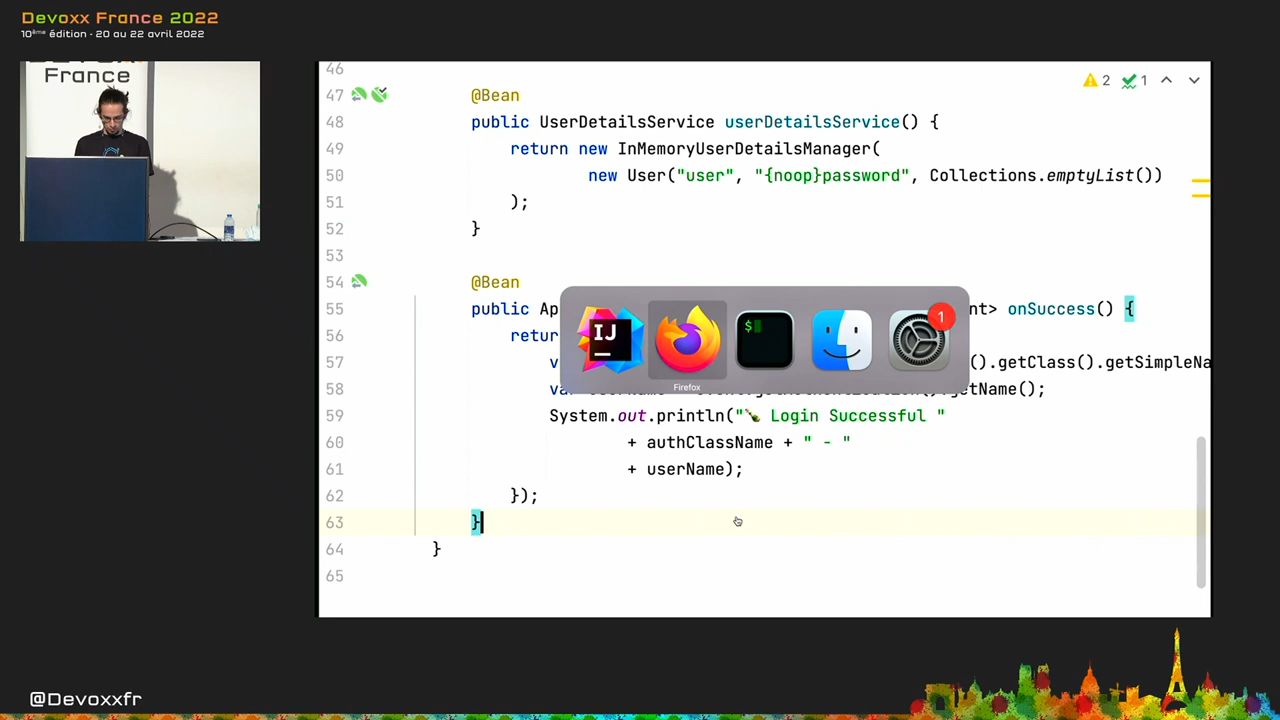 Devoxx France 2022
10ème édition · 20 au 22 avril 2022
France
46
2 1
47 @Bean
48 public UserDetailsService userDetailsService() {
49 return new InMemoryUserDetailsManager(
50 new User("user", "{noop}password", Collections.emptyList())
51 );
52 }
53
54 @Bean
55 public Ap nt> onSuccess() {
56 retur
1
IJ
$
57 v ().getClass().getSimpleNa
Firefox
58 getName();
59 System.out.println("🍾 Login Successful "
60 + authClassName + " - "
61 + userName);
62 });
63 }
64 }
65
@Devoxxfr